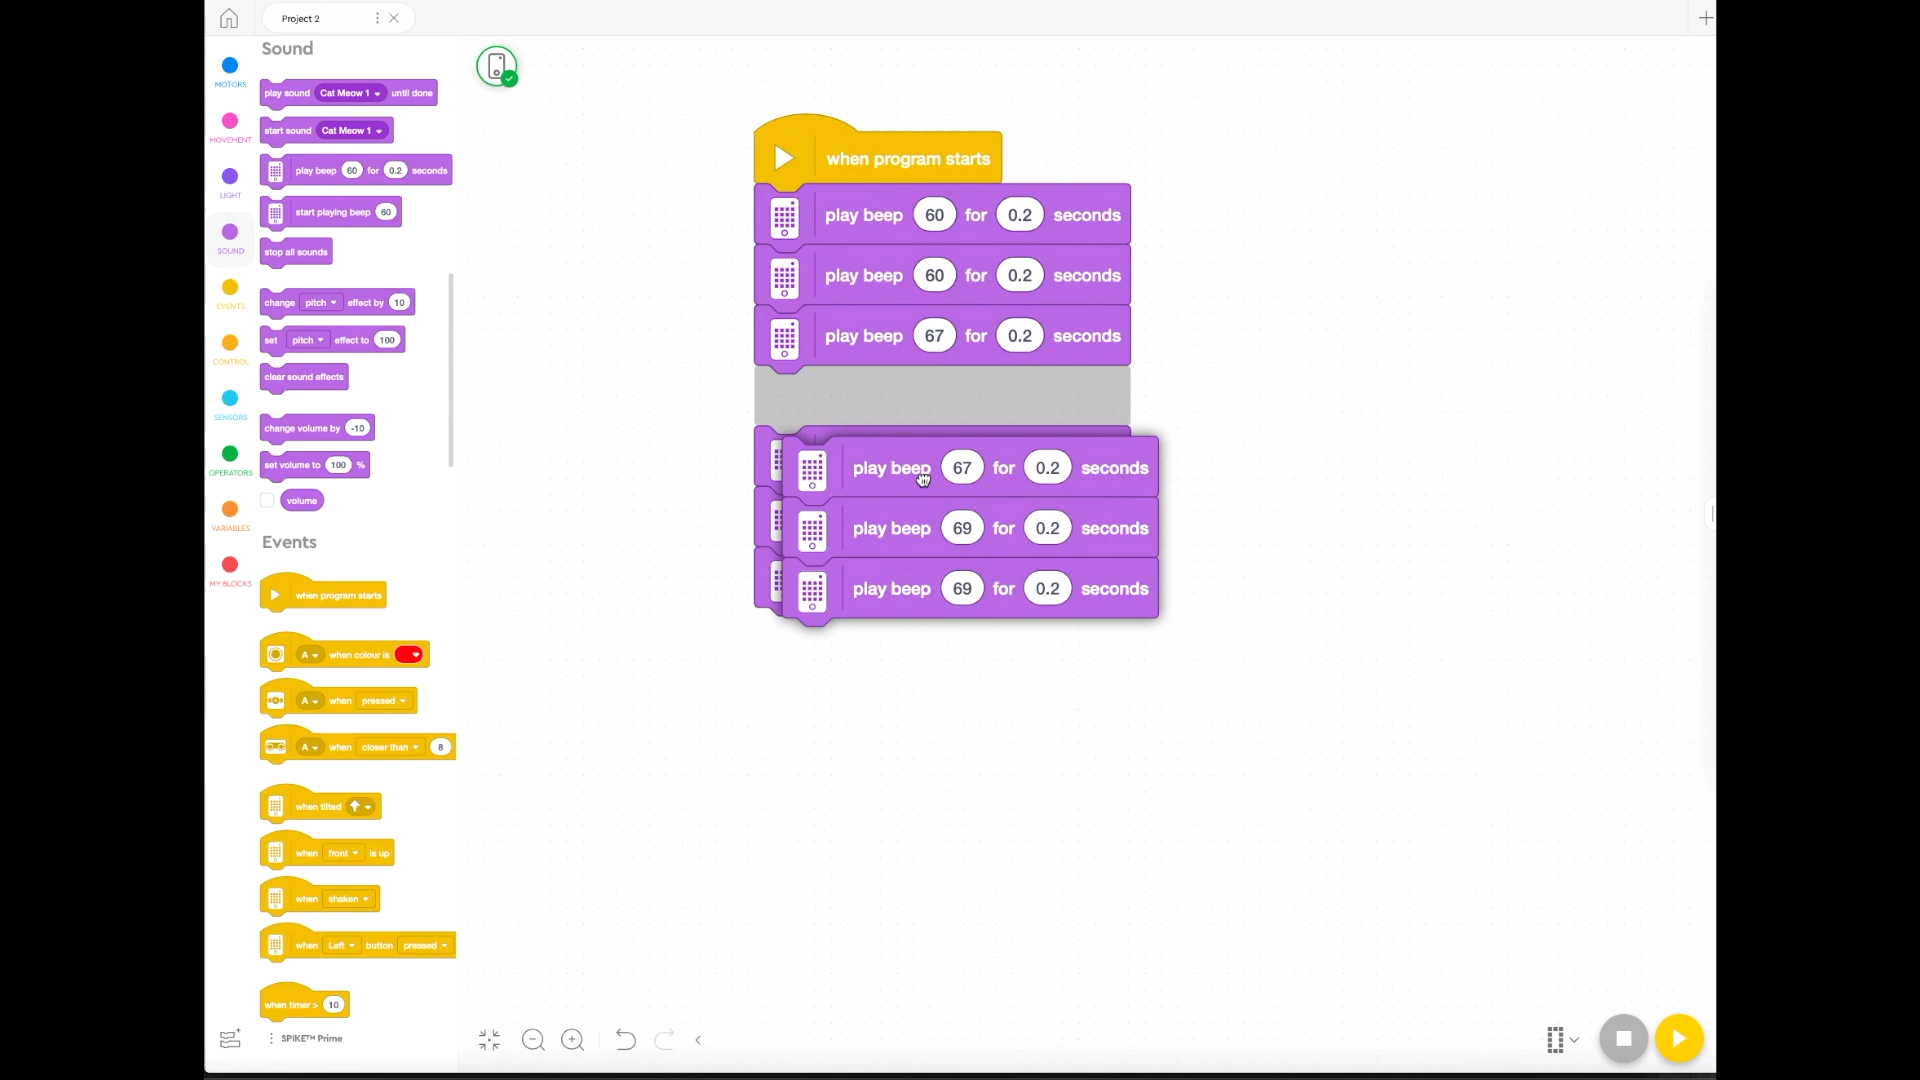 Project 2
MOTORS
MOVEMENT
LIGHT
SOUND
EVENTS
CONTROL
SENSORS
OPERATORS
VARIABLES
MY BLOCKS
Sound
play sound Cat Meow 1 until done
start sound Cat Meow 1
play beep 60 for 0.2 seconds
start playing beep 60
stop all sounds
change pitch effect by 10
set pitch effect to 100
clear sound effects
change volume by -10
set volume to 100 %
volume
Events
when program starts
A when colour is
A when pressed
A when closer than 8
when tilted
when front is up
when shaken
when Left button pressed
when timer > 10
SPIKE™ Prime
when program starts
play beep 60 for 0.2 seconds
play beep 60 for 0.2 seconds
play beep 67 for 0.2 seconds
play beep 67 for 0.2 seconds
play beep 69 for 0.2 seconds
play beep 69 for 0.2 seconds